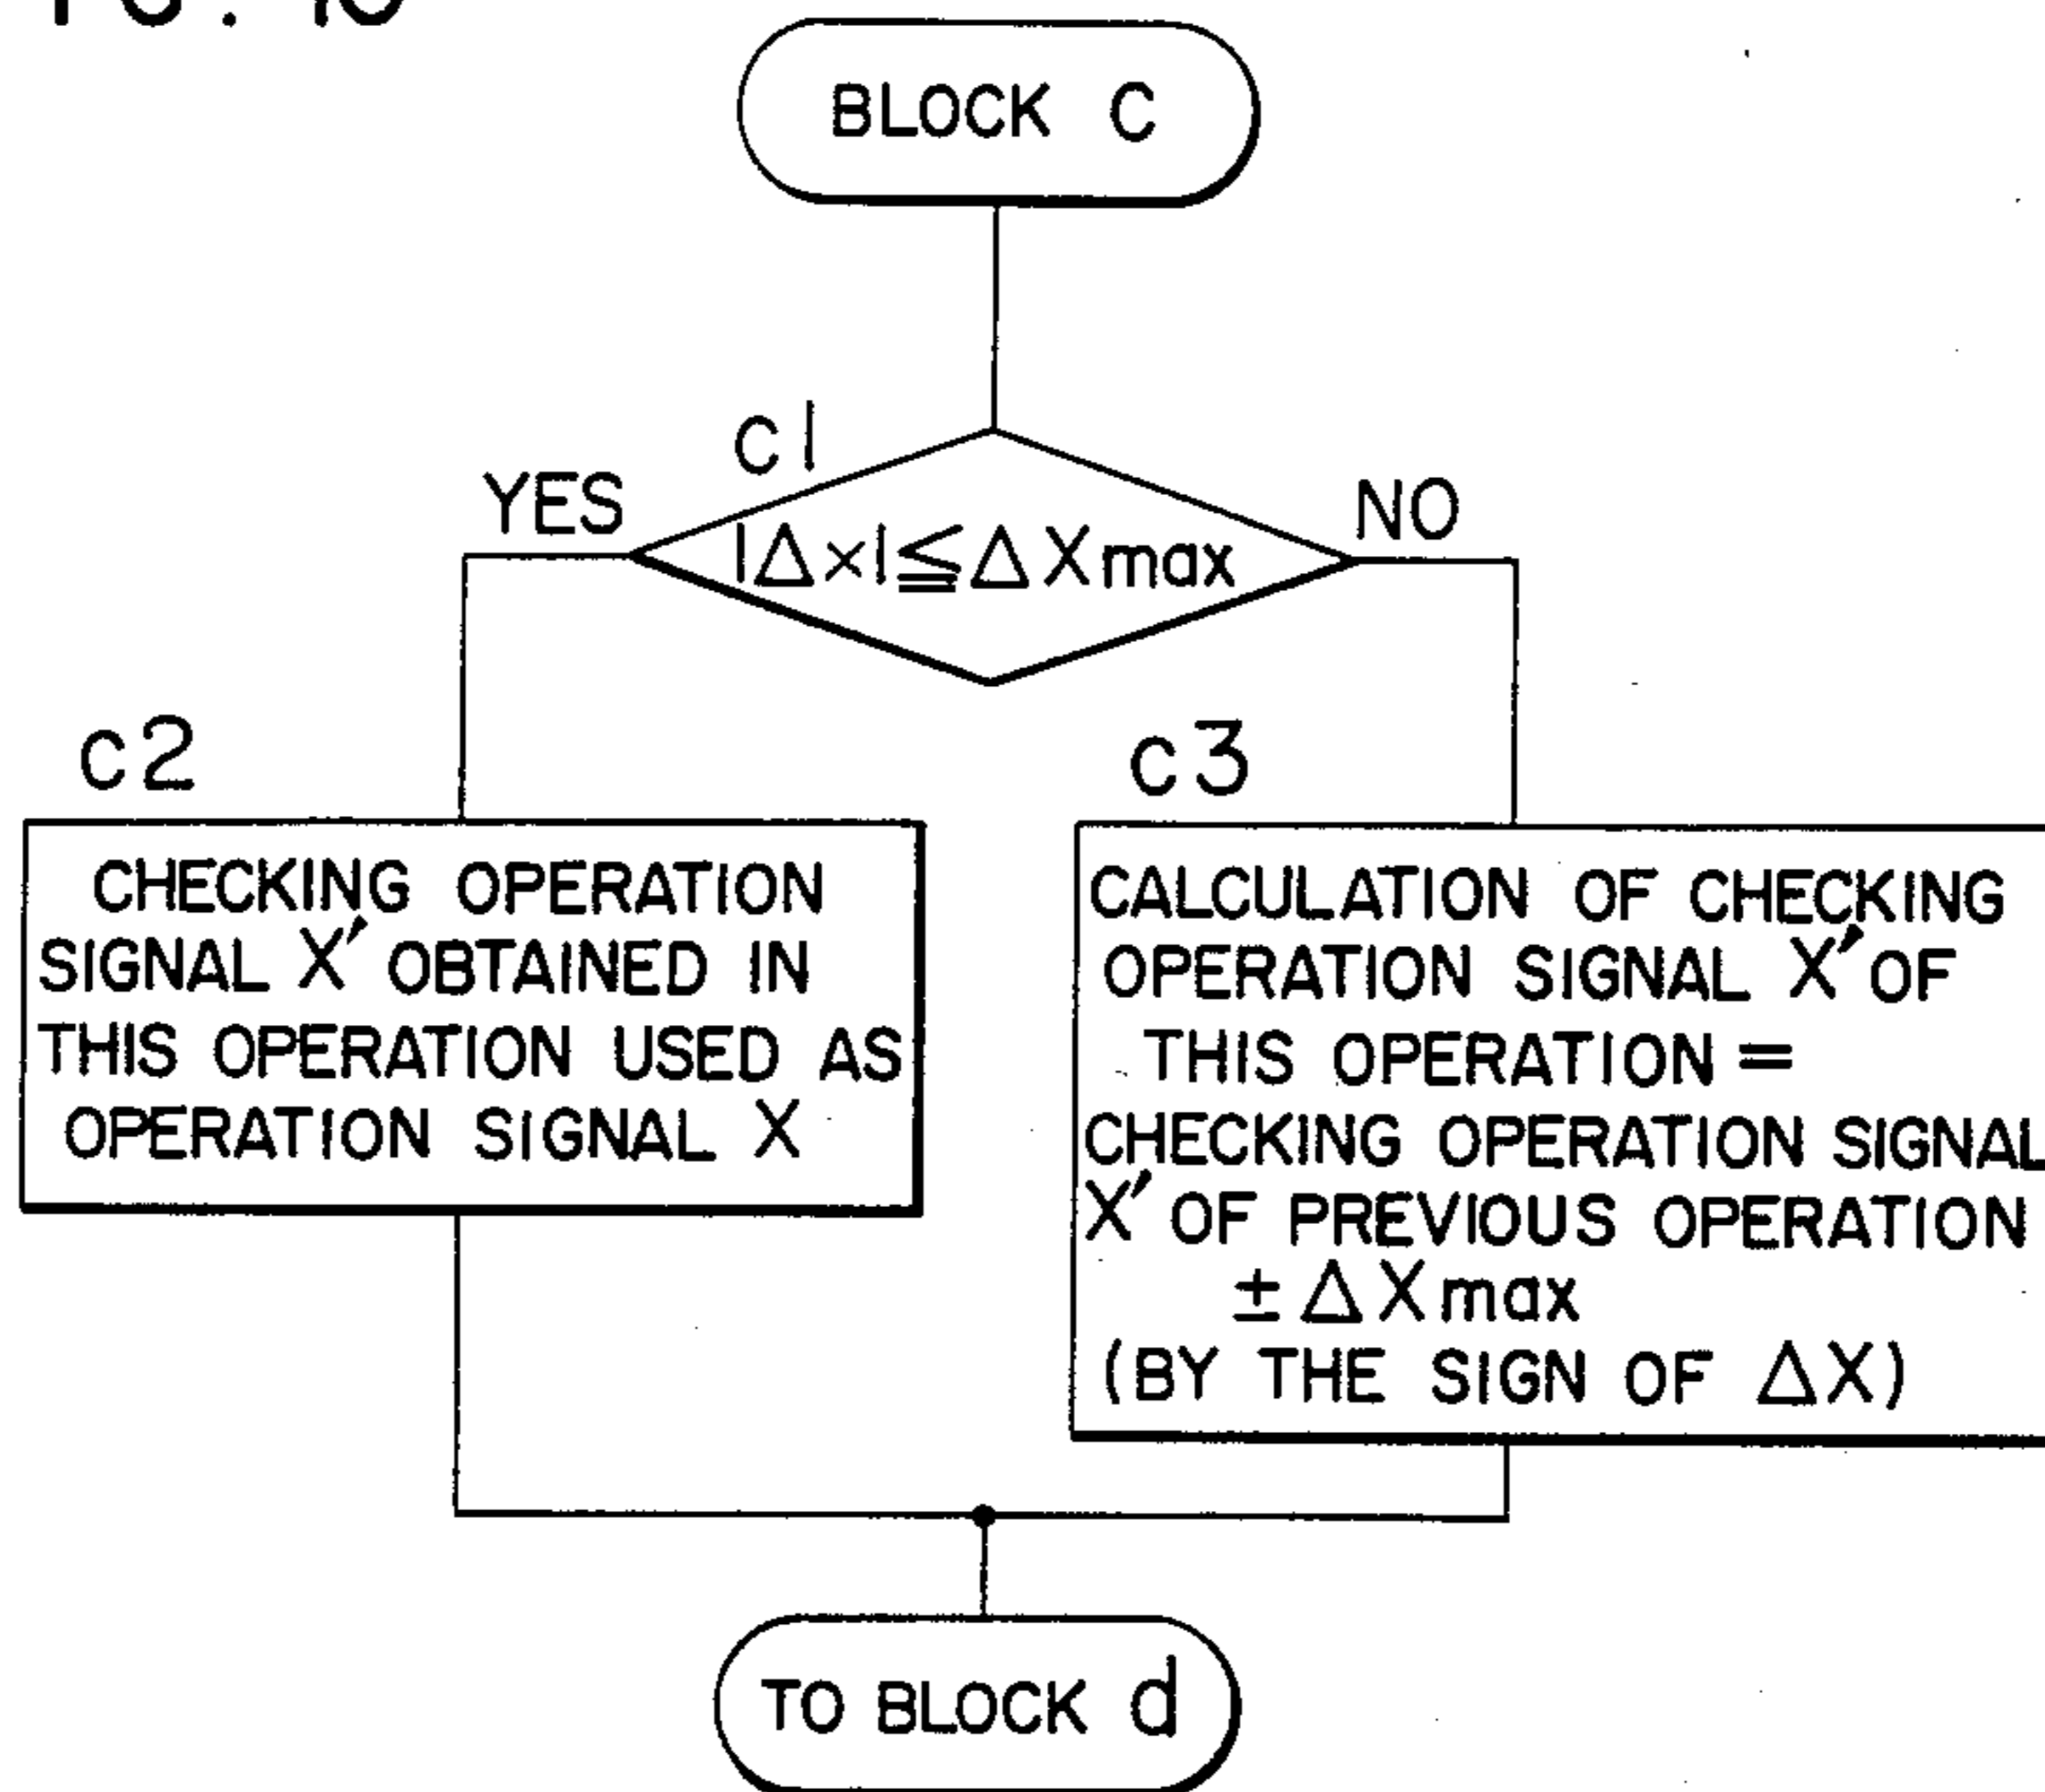 BLOCK C
c1
YES
NO
|Δx|≦ΔXmax
c2
c3
CHECKING OPERATION
SIGNAL X' OBTAINED IN
THIS OPERATION USED AS
OPERATION SIGNAL X
CALCULATION OF CHECKING
OPERATION SIGNAL X' OF
THIS OPERATION =
CHECKING OPERATION SIGNAL
X' OF PREVIOUS OPERATION
± ΔXmax
(BY THE SIGN OF ΔX)
TO BLOCK d